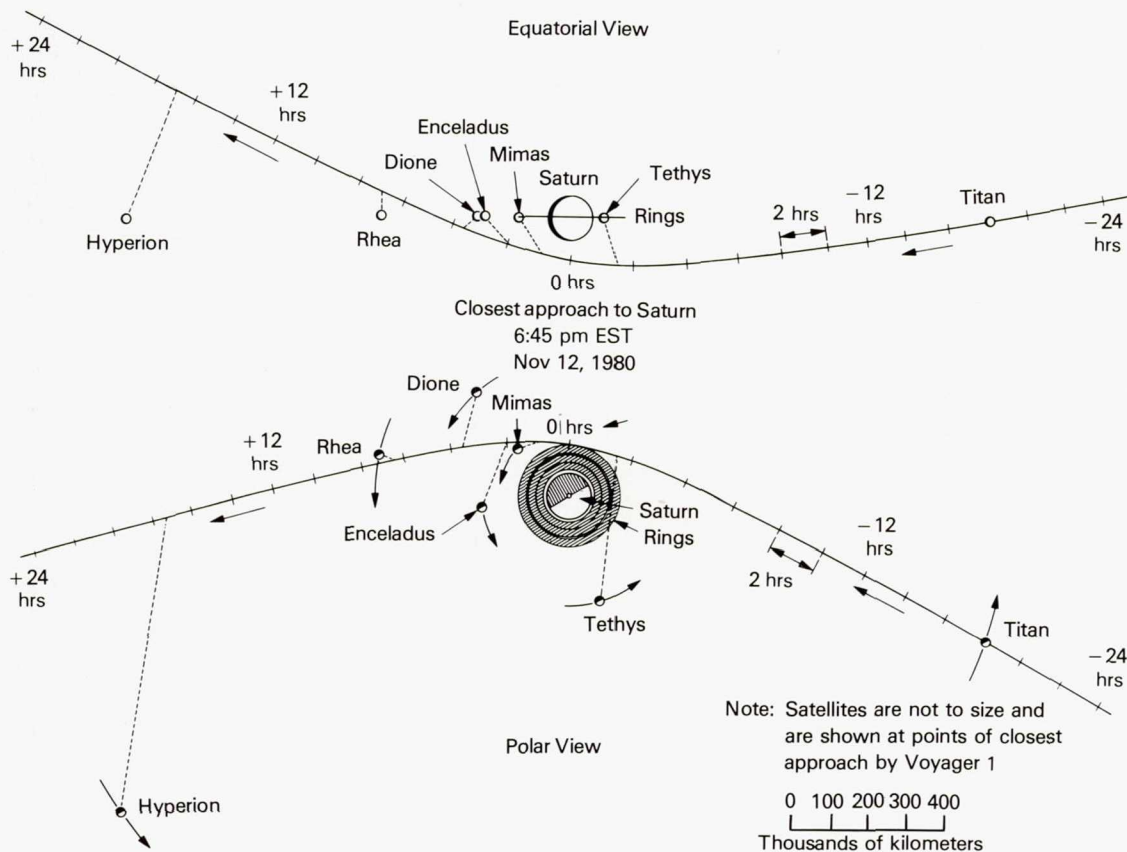 Equatorial View
+24
hrs
+12
hrs
Enceladus
Dione
Mimas
Saturn
Tethys
Rings
2 hrs
−12
hrs
Titan
−24
hrs
Hyperion
Rhea
0 hrs
Closest approach to Saturn
6:45 pm EST
Nov 12, 1980
Dione
Mimas
0 hrs
Rhea
+12
hrs
Enceladus
Saturn
Rings
−12
hrs
2 hrs
+24
hrs
Tethys
Titan
−24
hrs
Note: Satellites are not to size and
are shown at points of closest
approach by Voyager 1
Polar View
Hyperion
0 100 200 300 400
Thousands of kilometers